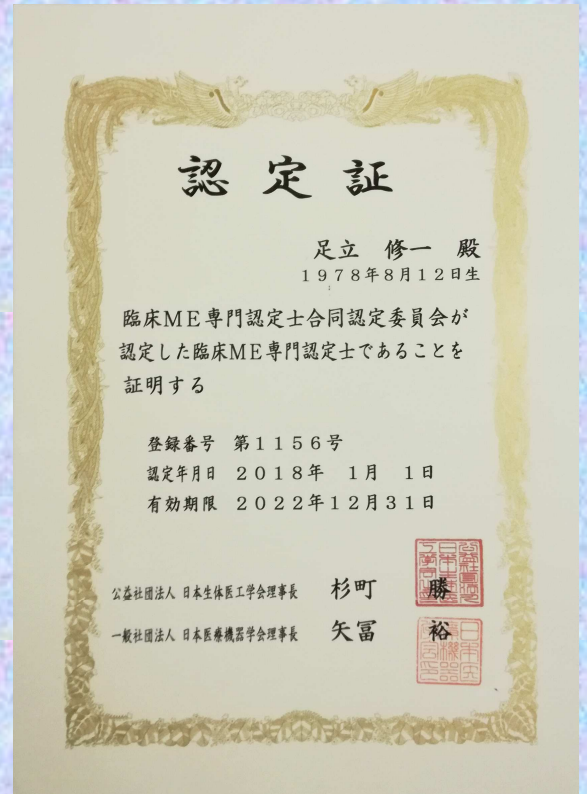 認定証
足立 修一 殿
1978年8月12日生
臨床ME専門認定士合同認定委員会が
認定した臨床ME専門認定士であることを
証明する
登録番号 第1156号
認定年月日 2018年 1月 1日
有効期限 2022年12月31日
公益社団法人 日本生体医工学会理事長 杉町 勝
一般社団法人 日本医療機器学会理事長 矢冨 裕